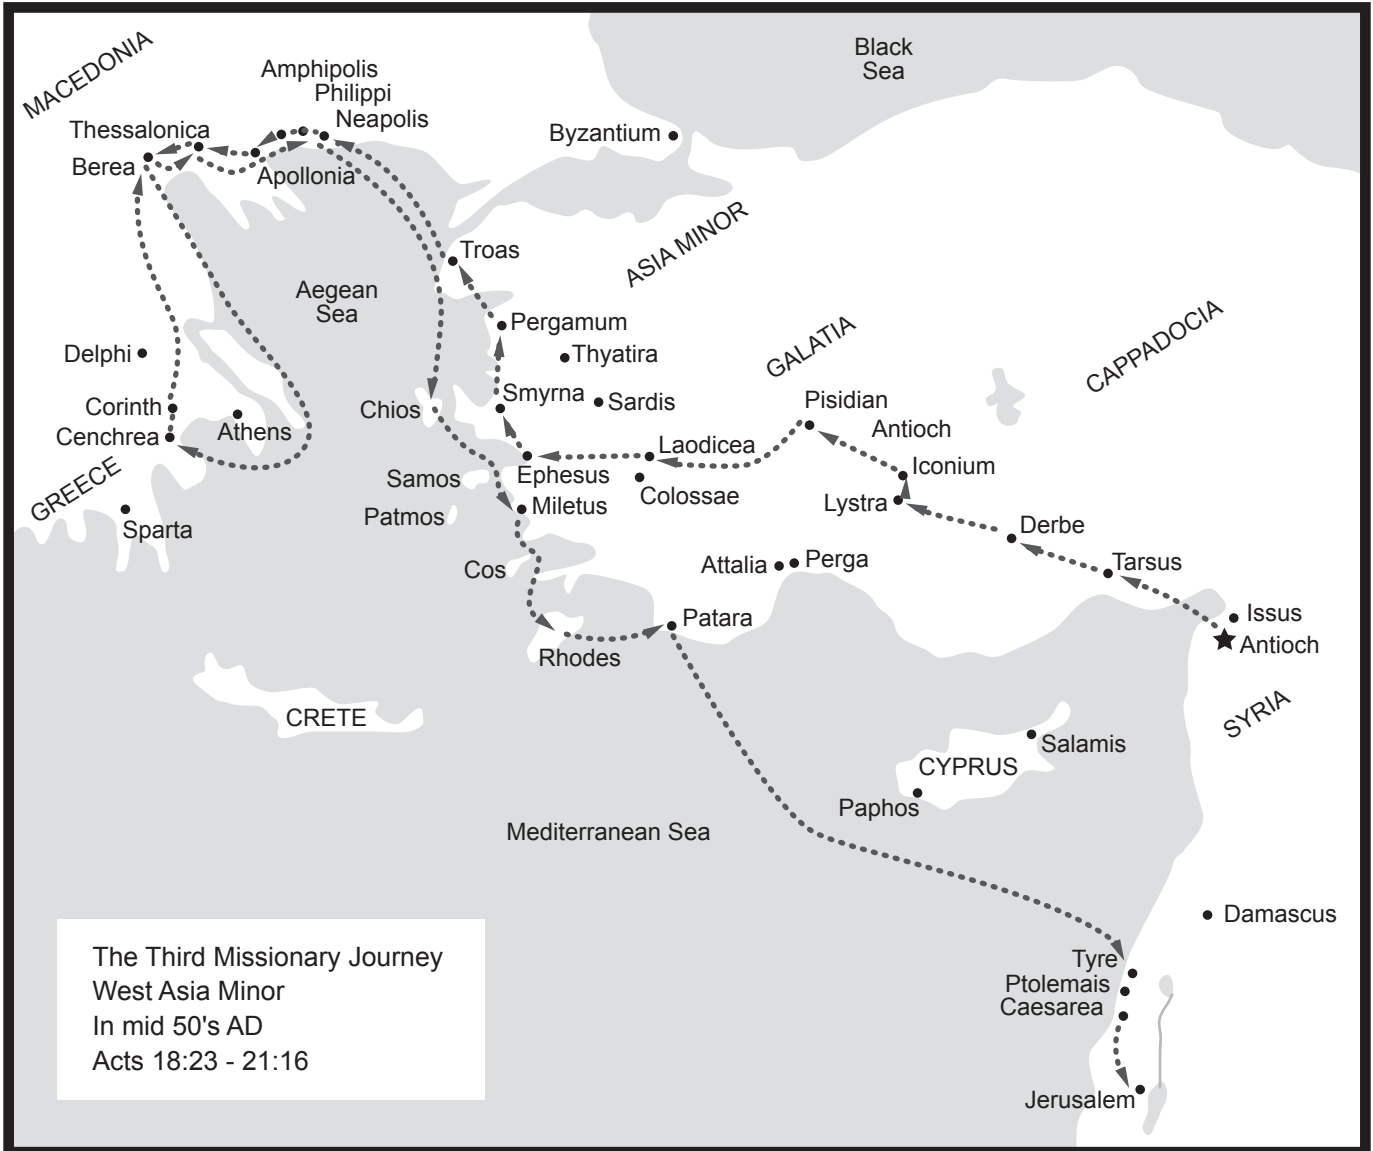 Black
Sea
MACEDONIA
Amphipolis
Philippi
Neapolis
Thessalonica
Berea
Apollonia
Byzantium
ASIA MINOR
Troas
Aegean
Sea
Pergamum
Thyatira
Delphi
GALATIA
CAPPADOCIA
Smyrna
Sardis
Chios
Corinth
Cenchrea
Athens
Pisidian
Antioch
Laodicea
Iconium
GREECE
Samos
Ephesus
Colossae
Patmos
Miletus
Lystra
Sparta
Derbe
Cos
Attalia
Perga
Tarsus
Issus
Antioch
Patara
Rhodes
CRETE
SYRIA
Salamis
CYPRUS
Paphos
Mediterranean Sea
Damascus
Tyre
Ptolemais
Caesarea
Jerusalem
The Third Missionary Journey
West Asia Minor
In mid 50's AD
Acts 18:23 - 21:16